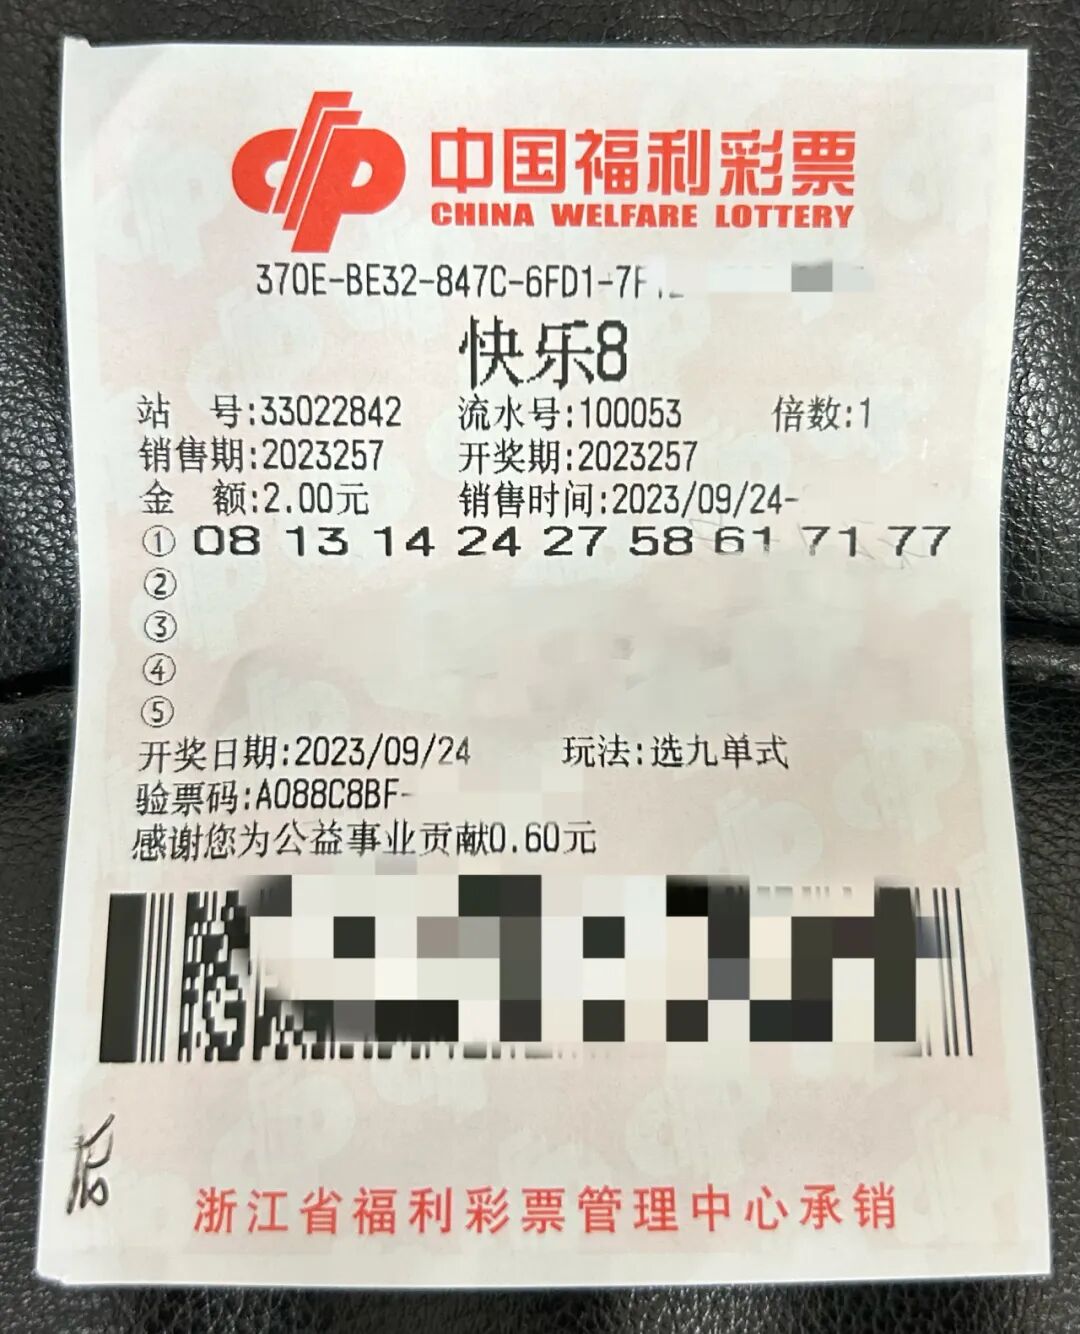 中国福利彩票
CHINA WELFARE LOTTERY
370E-BE32-847C-6FD1-7F
快乐8
站 号:33022842 流水号:100053 倍数:1
销售期:2023257 开奖期:2023257
金 额:2.00元 销售时间:2023/09/24-
① 08 13 14 24 27 58 61 71 77
②
③
④
⑤
开奖日期:2023/09/24 玩法:选九单式
验票码:A088C8BF-
感谢您为公益事业贡献0.60元
浙江省福利彩票管理中心承销